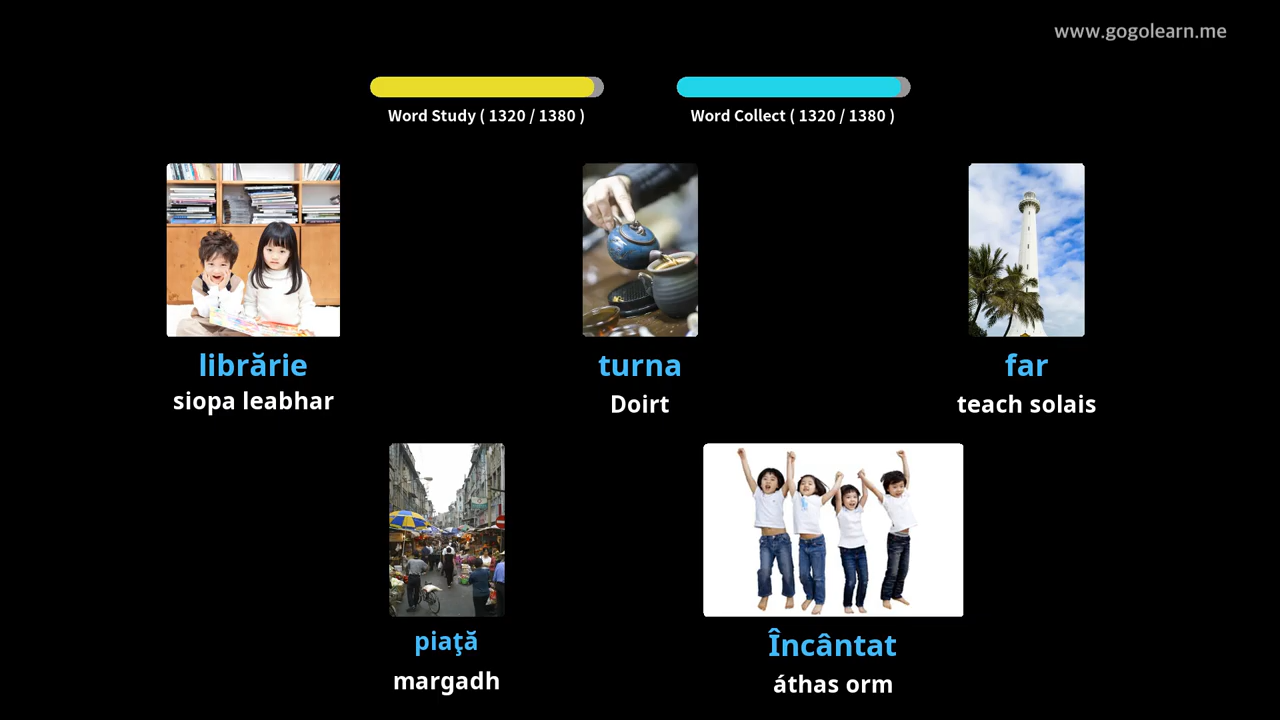 www.gogolearn.me
Word Study ( 1320 / 1380 )
Word Collect ( 1320 / 1380 )
librărie
siopa leabhar
turna
Doirt
far
teach solais
piaţă
margadh
Încântat
áthas orm